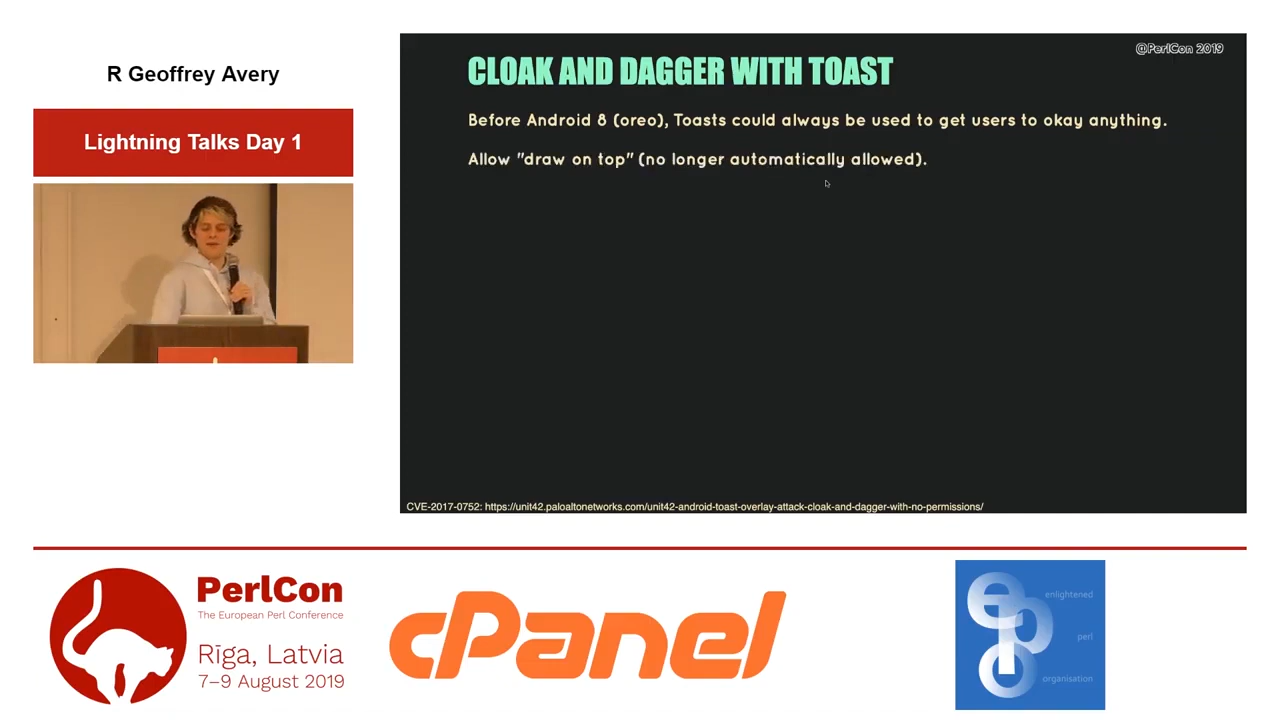 R Geoffrey Avery
Lightning Talks Day 1
@PerlCon 2019
CLOAK AND DAGGER WITH TOAST
Before Android 8 (oreo), Toasts could always be used to get users to okay anything.
Allow "draw on top" (no longer automatically allowed).
CVE-2017-0752: https://unit42.paloaltonetworks.com/unit42-android-toast-overlay-attack-cloak-and-dagger-with-no-permissions/
PerlCon
The European Perl Conference
Rīga, Latvia
7–9 August 2019
cPanel
epo
enlightened
perl
organisation